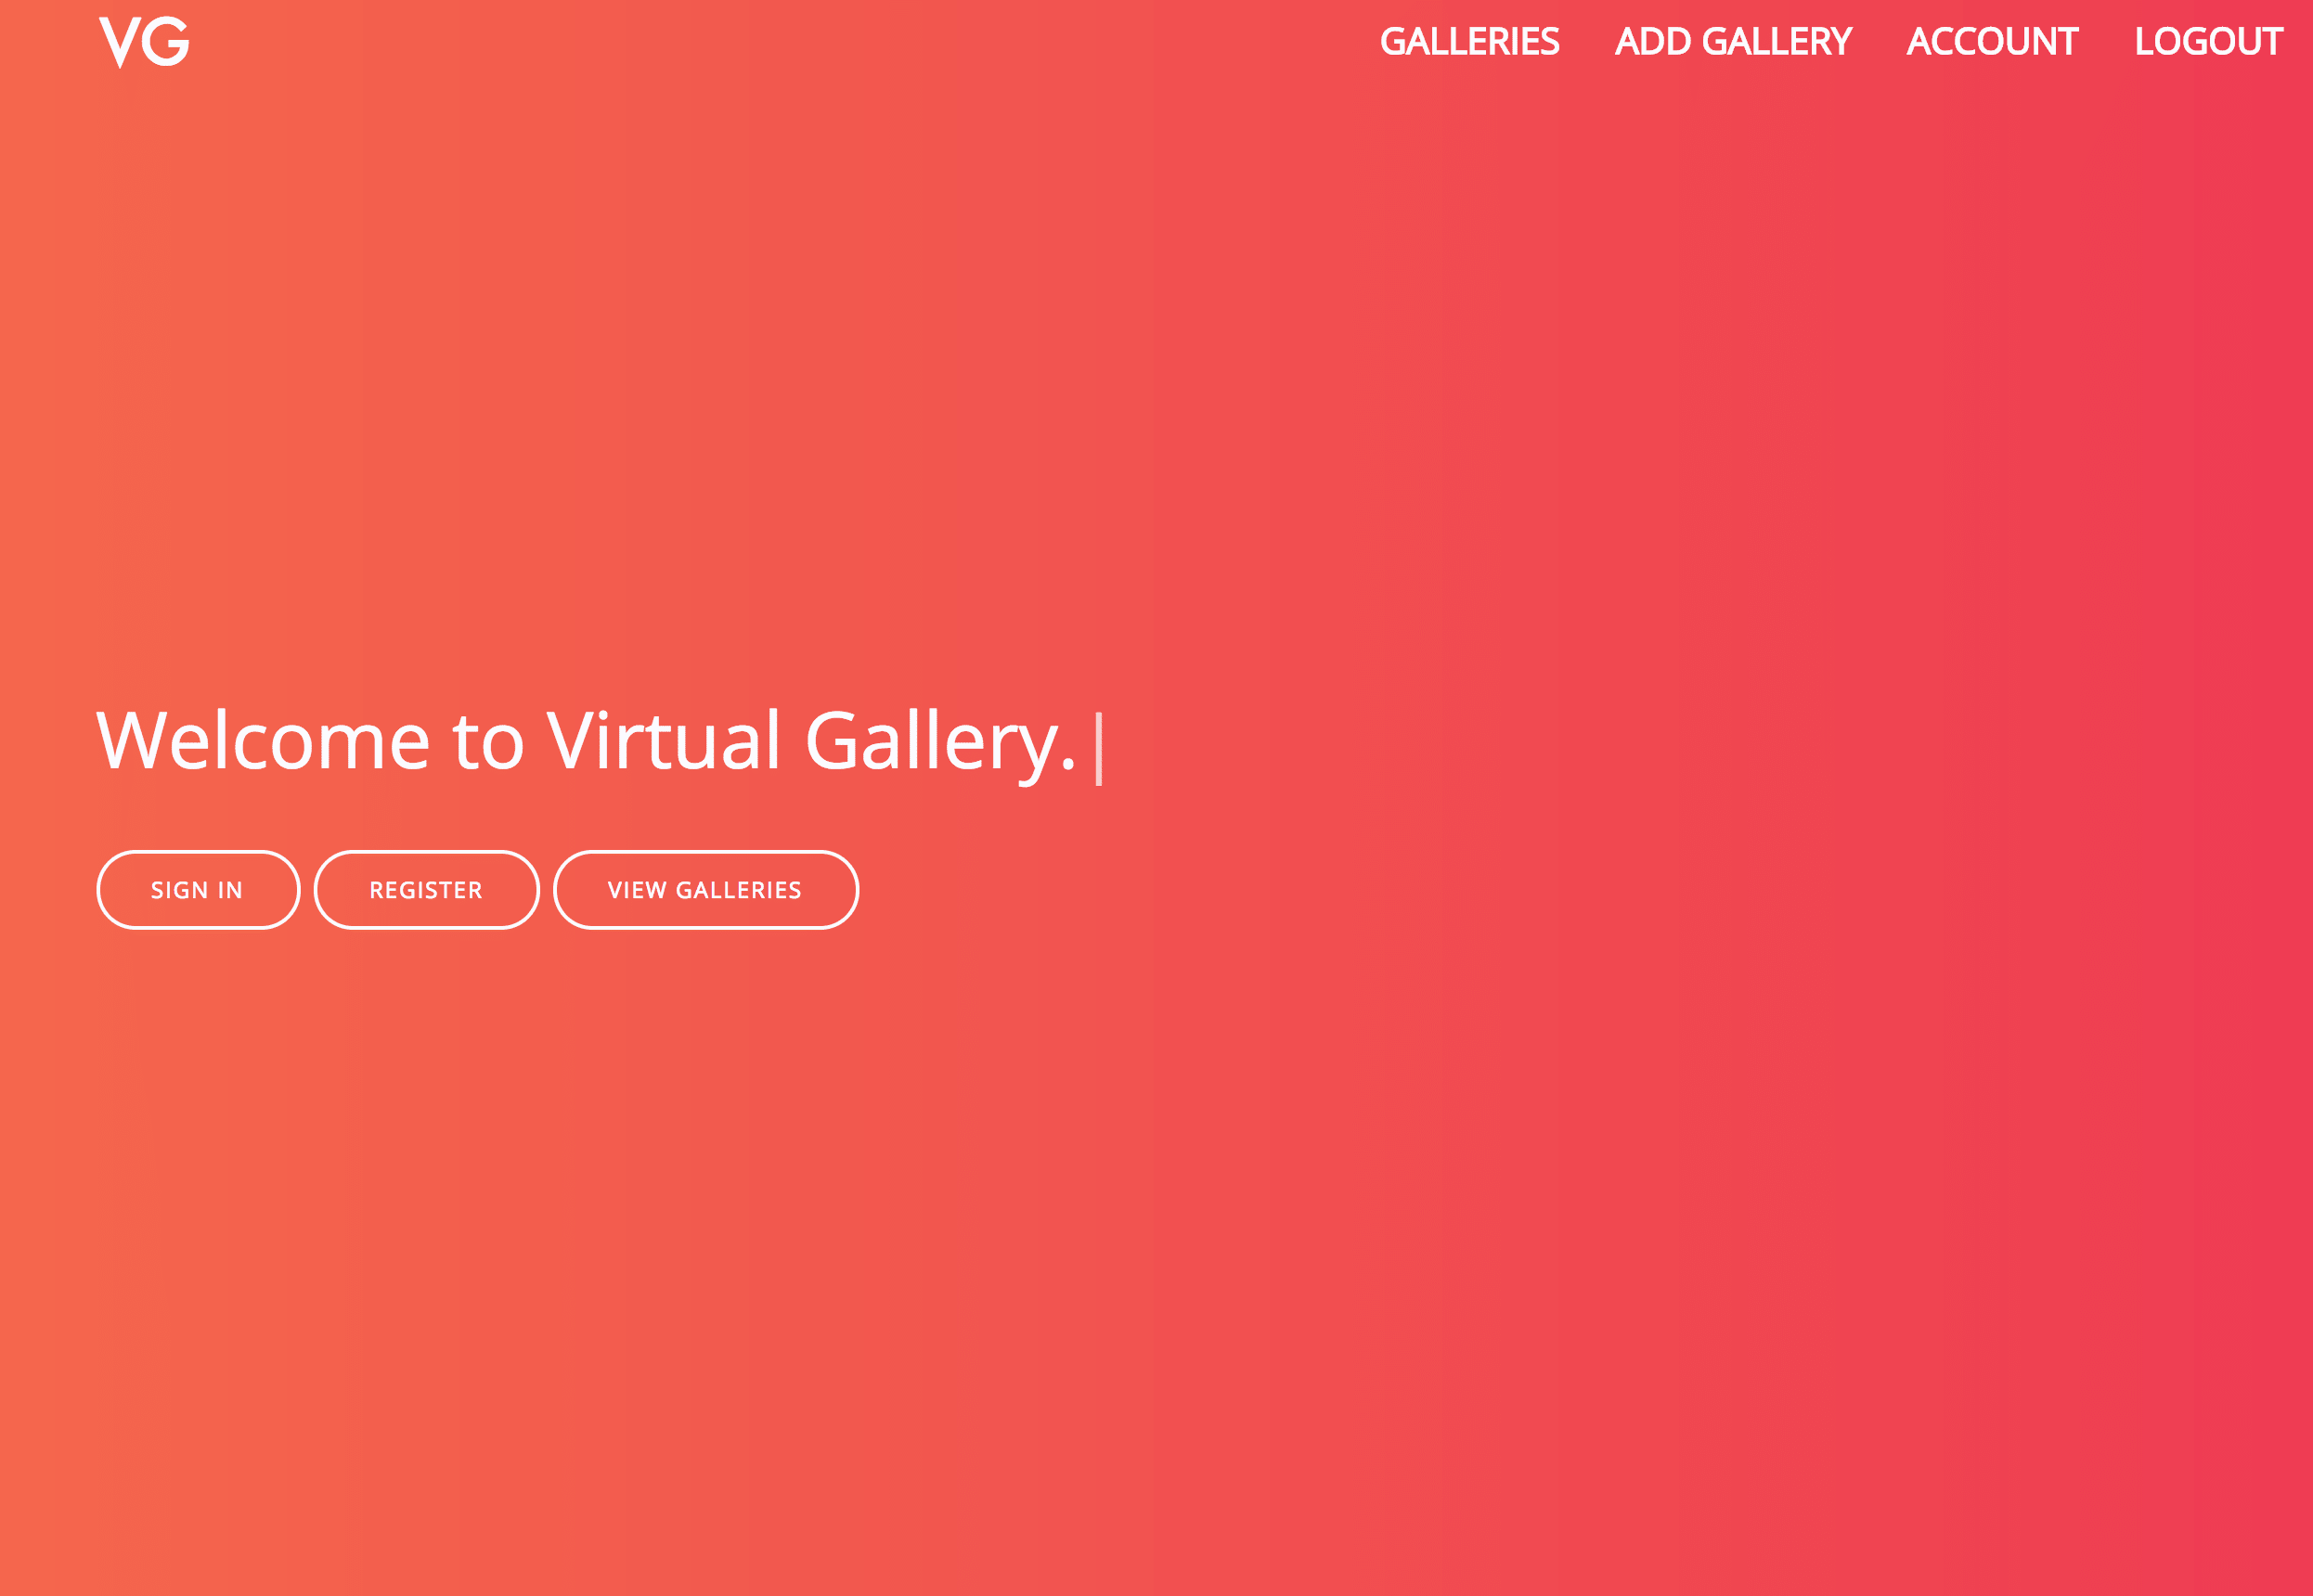 VG GALLERIES ADD GALLERY ACCOUNT LOGOUT
Welcome to Virtual Gallery.
SIGN IN REGISTER VIEW GALLERIES